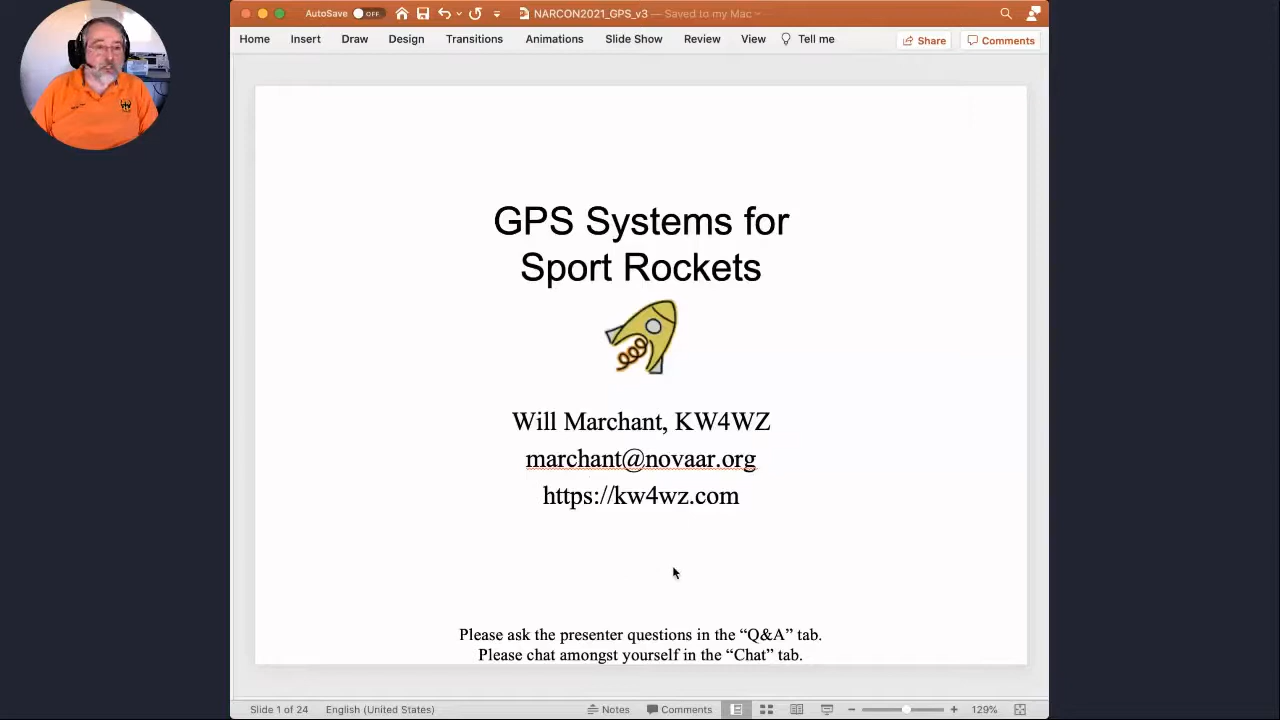 AutoSave OFF NARCON2021_GPS_v3 — Saved to my Mac
Home Insert Draw Design Transitions Animations Slide Show Review View Tell me Share Comments
GPS Systems for
Sport Rockets
Will Marchant, KW4WZ
marchant@novaar.org
https://kw4wz.com
Please ask the presenter questions in the “Q&A” tab.
Please chat amongst yourself in the “Chat” tab.
Slide 1 of 24 English (United States) Notes Comments 129%